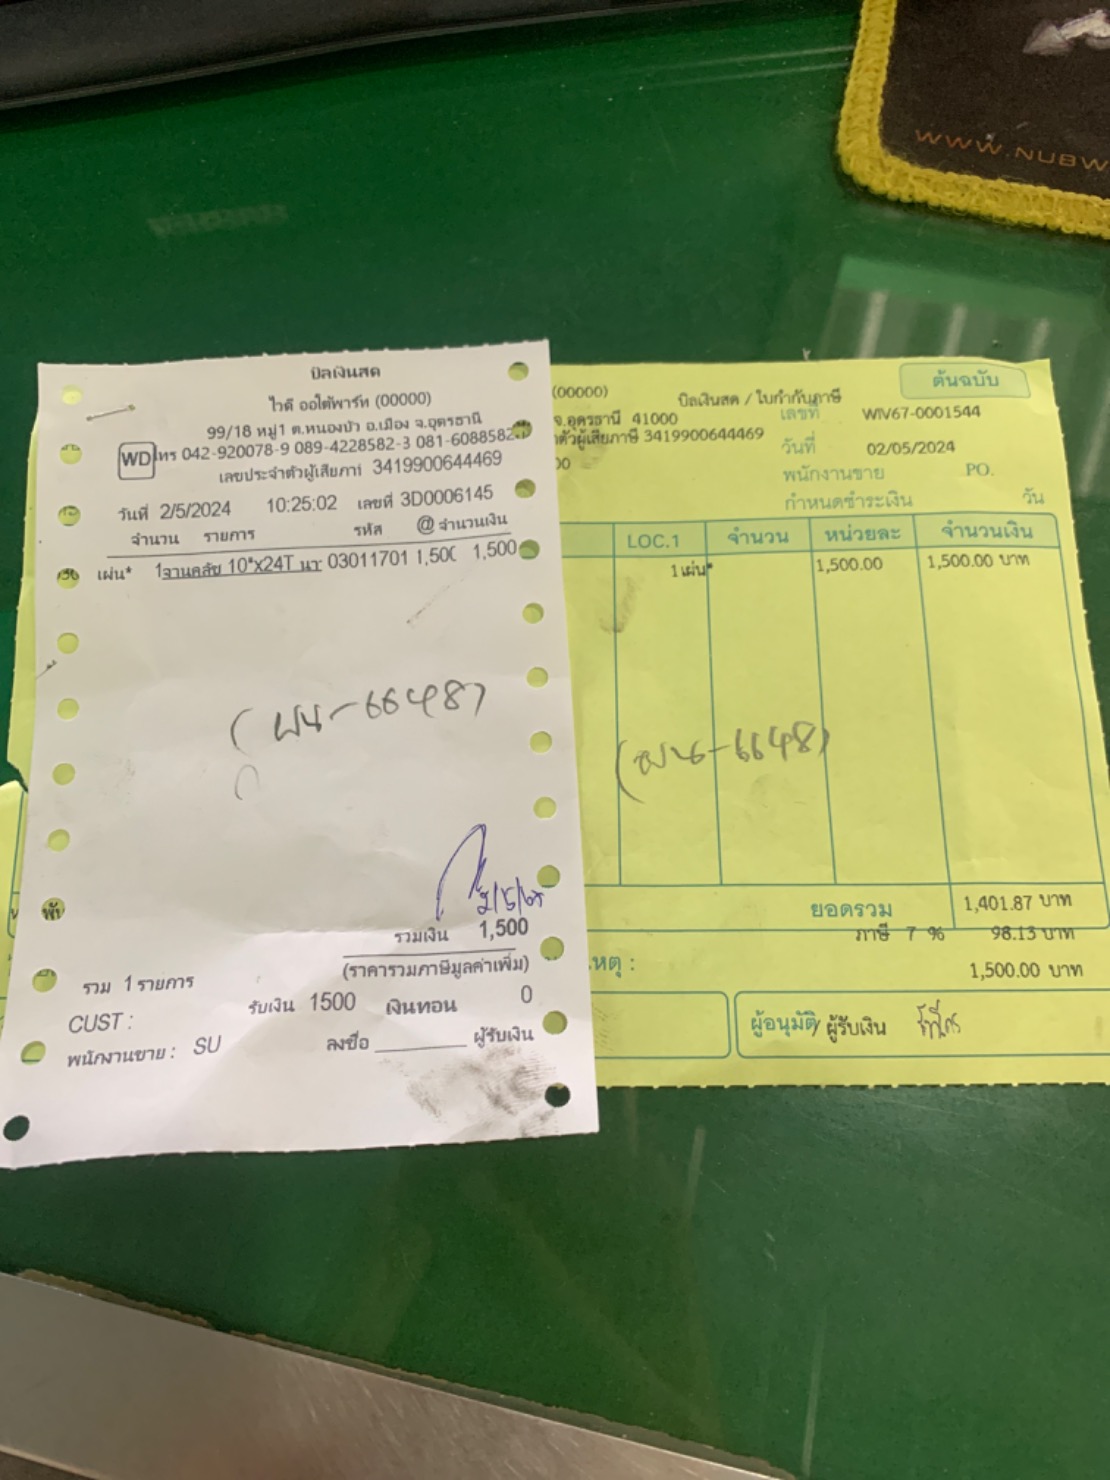 WWW.NUBW
บิลเงินสด
ไวดี ออโต้พาร์ท (00000)
99/18 หมู่1 ต.หนองบัว อ.เมือง จ.อุดรธานี
WD โทร 042-920078-9 089-4228582-3 081-6088582
เลขประจำตัวผู้เสียภาษี 3419900644469
วันที่ 2/5/2024 10:25:02 เลขที่ 3D0006145
จำนวน รายการ รหัส @ จำนวนเงิน
เผ่น* 1จานคลัช 10"x24T 03011701 1,500 1,500
-6648)
2/5/67
รวมเงิน 1,500
(ราคารวมภาษีมูลค่าเพิ่ม)
รวม 1 รายการ
รับเงิน 1500 เงินทอน 0
CUST :
พนักงานขาย : SU ลงชื่อ ________ ผู้รับเงิน
ต้นฉบับ
(00000) บิลเงินสด / ใบกำกับภาษี
จ.อุดรธานี 41000 เลขที่ WIV67-0001544
ตัวผู้เสียภาษี 3419900644469
00
วันที่ 02/05/2024
พนักงานขาย PO.
กำหนดชำระเงิน วัน
LOC.1 จำนวน หน่วยละ จำนวนเงิน
1 เผ่น* 1,500.00 1,500.00 บาท
-6648)
ยอดรวม 1,401.87 บาท
ภาษี 7 % 98.13 บาท
เหตุ : 1,500.00 บาท
ผู้อนุมัติ/ ผู้รับเงิน